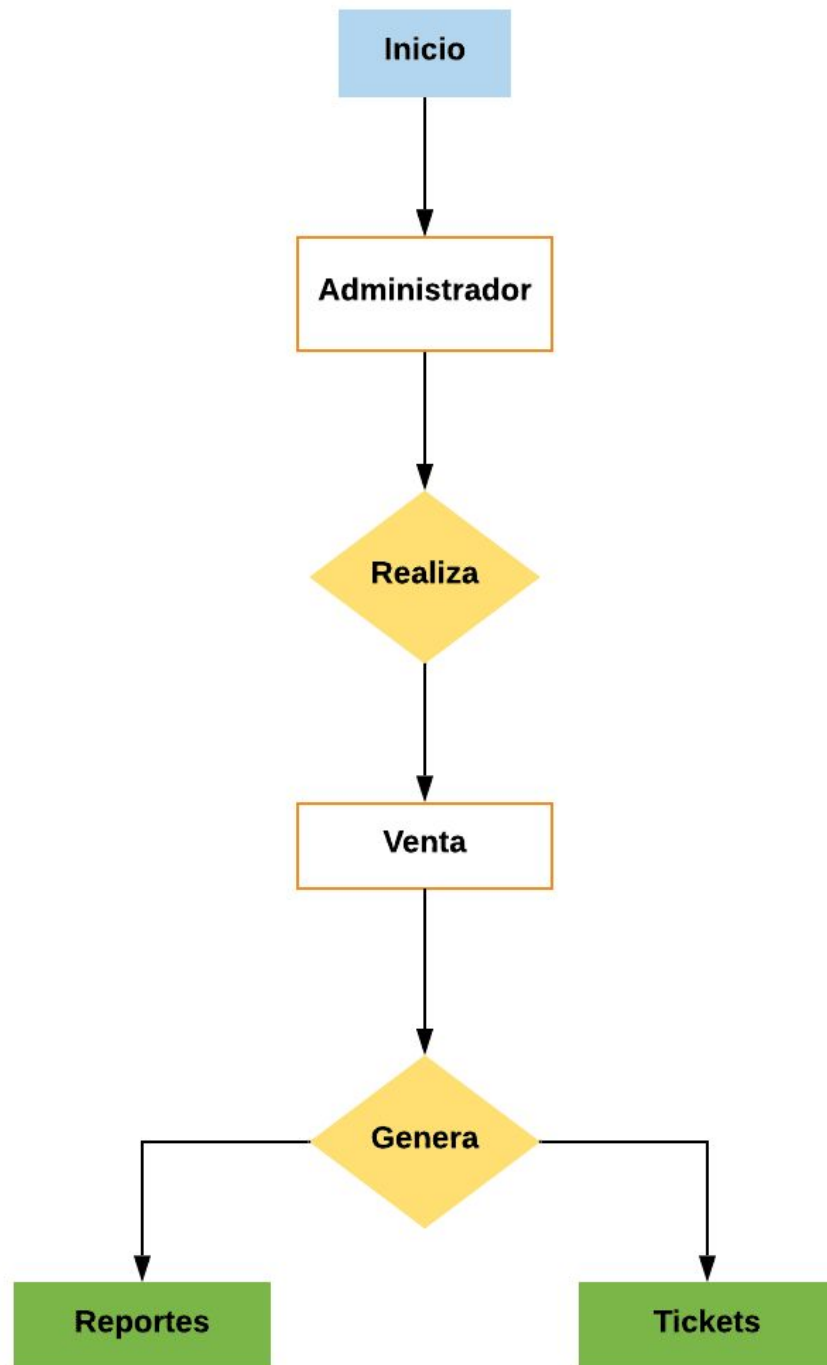 Inicio
Administrador
Realiza
Venta
Genera
Reportes
Tickets